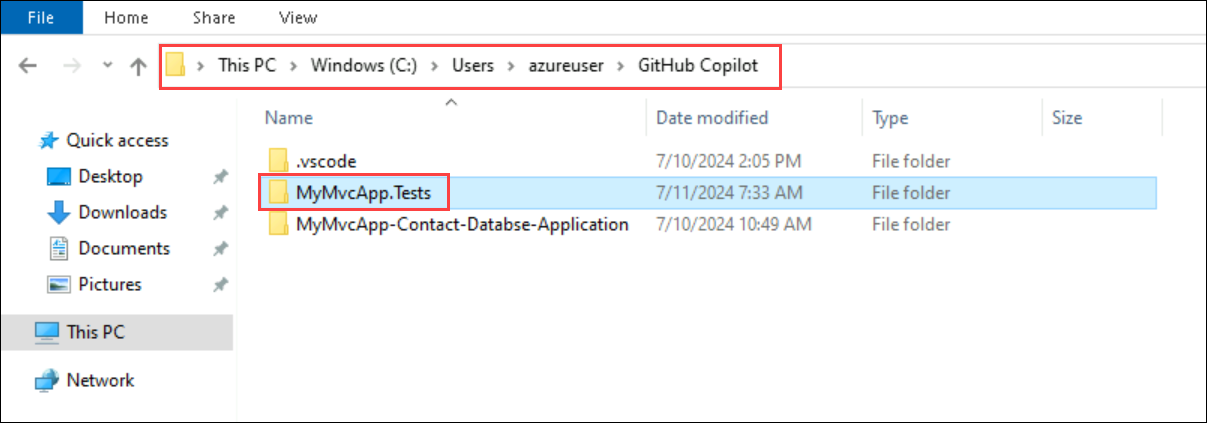 File Home Share View
This PC > Windows (C:) > Users > azureuser > GitHub Copilot
Name Date modified Type Size
Quick access
Desktop
Downloads
Documents
Pictures
This PC
Network
.vscode 7/10/2024 2:05 PM File folder
MyMvcApp.Tests 7/11/2024 7:33 AM File folder
MyMvcApp-Contact-Databse-Application 7/10/2024 10:49 AM File folder